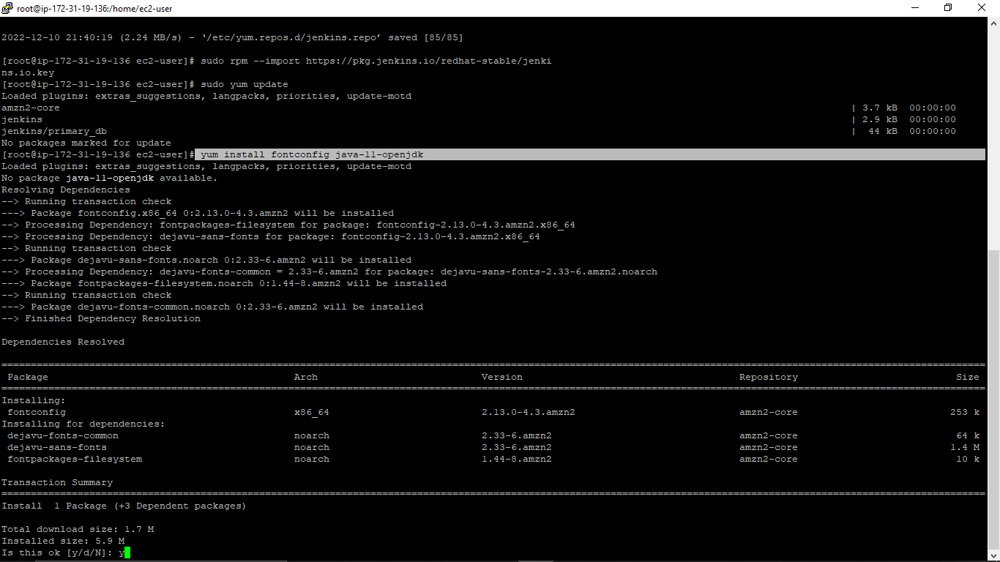 root@ip-172-31-19-136:/home/ec2-user
2022-12-10 21:40:19 (2.24 MB/s) - ‘/etc/yum.repos.d/jenkins.repo’ saved [85/85]
[root@ip-172-31-19-136 ec2-user]# sudo rpm --import https://pkg.jenkins.io/redhat-stable/jenki
ns.io.key
[root@ip-172-31-19-136 ec2-user]# sudo yum update
Loaded plugins: extras_suggestions, langpacks, priorities, update-motd
amzn2-core | 3.7 kB 00:00:00
jenkins | 2.9 kB 00:00:00
jenkins/primary_db | 44 kB 00:00:00
No packages marked for update
[root@ip-172-31-19-136 ec2-user]# yum install fontconfig java-11-openjdk
Loaded plugins: extras_suggestions, langpacks, priorities, update-motd
No package java-11-openjdk available.
Resolving Dependencies
--> Running transaction check
---> Package fontconfig.x86_64 0:2.13.0-4.3.amzn2 will be installed
--> Processing Dependency: fontpackages-filesystem for package: fontconfig-2.13.0-4.3.amzn2.x86_64
--> Processing Dependency: dejavu-sans-fonts for package: fontconfig-2.13.0-4.3.amzn2.x86_64
--> Running transaction check
---> Package dejavu-sans-fonts.noarch 0:2.33-6.amzn2 will be installed
--> Processing Dependency: dejavu-fonts-common = 2.33-6.amzn2 for package: dejavu-sans-fonts-2.33-6.amzn2.noarch
---> Package fontpackages-filesystem.noarch 0:1.44-8.amzn2 will be installed
--> Running transaction check
---> Package dejavu-fonts-common.noarch 0:2.33-6.amzn2 will be installed
--> Finished Dependency Resolution
Dependencies Resolved
Package Arch Version Repository Size
Installing:
fontconfig x86_64 2.13.0-4.3.amzn2 amzn2-core 253 k
Installing for dependencies:
dejavu-fonts-common noarch 2.33-6.amzn2 amzn2-core 64 k
dejavu-sans-fonts noarch 2.33-6.amzn2 amzn2-core 1.4 M
fontpackages-filesystem noarch 1.44-8.amzn2 amzn2-core 10 k
Transaction Summary
Install 1 Package (+3 Dependent packages)
Total download size: 1.7 M
Installed size: 5.9 M
Is this ok [y/d/N]: y